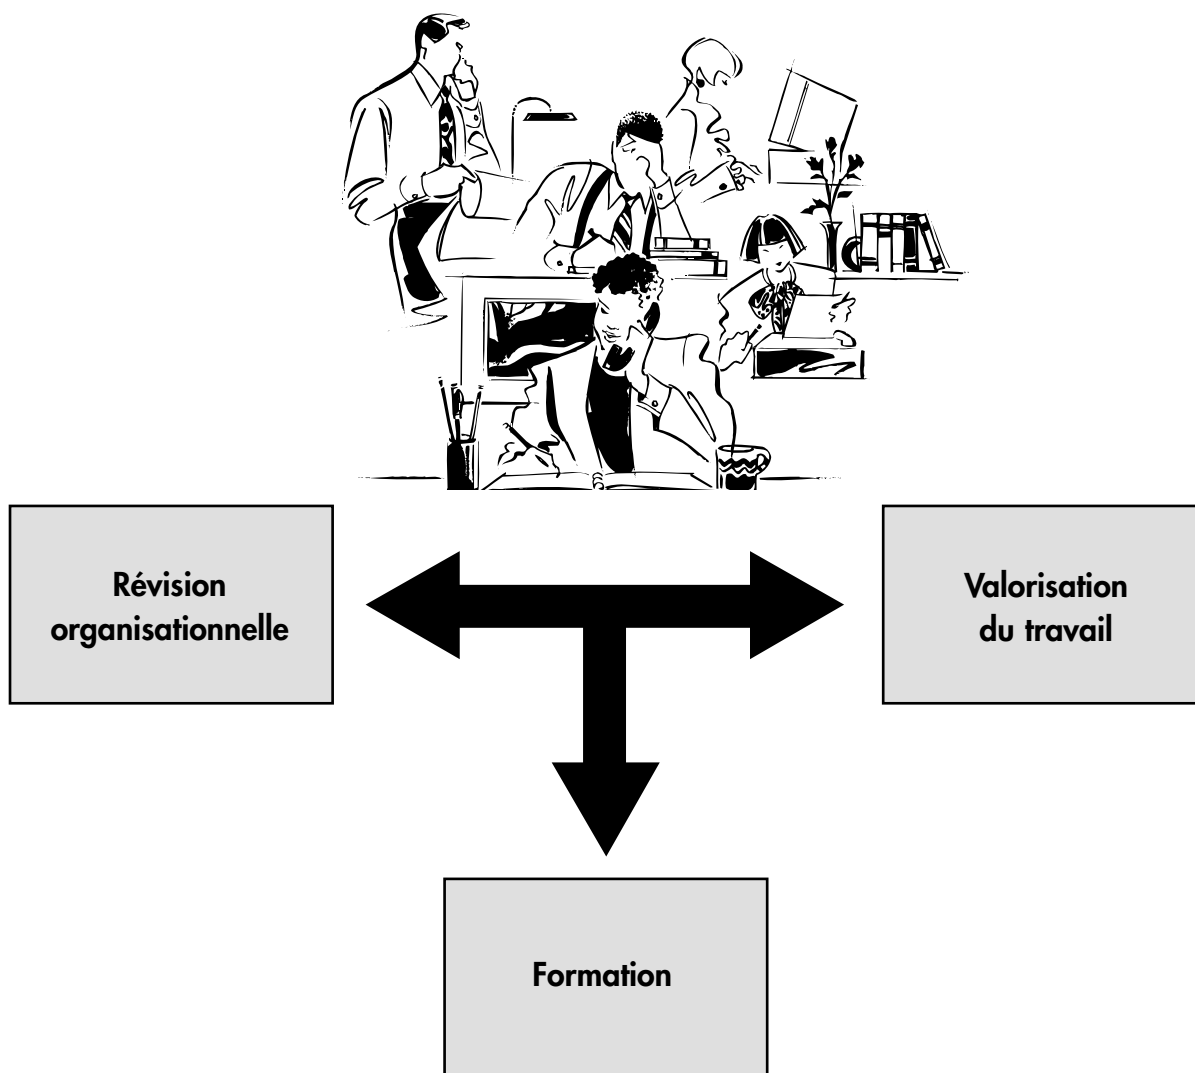 Révision
organisationnelle
Valorisation
du travail
Formation